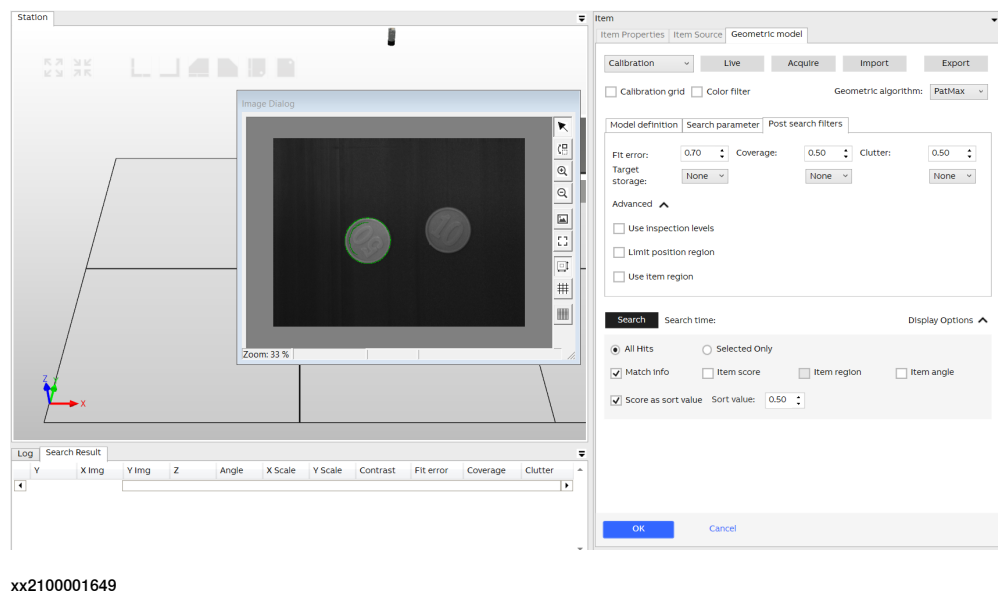 Station
Image Dialog
10
Zoom: 33 %
Z
Y
X
Log
Search Result
Y X Img Y Img Z Angle X Scale Y Scale Contrast Fit error Coverage Clutter
Item
Item Properties Item Source Geometric model
Calibration Live Acquire Import Export
Calibration grid Color filter Geometric algorithm: PatMax
Model definition Search parameter Post search filters
Fit error: 0.70 Coverage: 0.50 Clutter: 0.50
Target
storage: None None None
Advanced
Use inspection levels
Limit position region
Use item region
Search Search time: Display Options
All Hits Selected Only
Match info Item score Item region Item angle
Score as sort value Sort value: 0.50
OK Cancel
xx2100001649